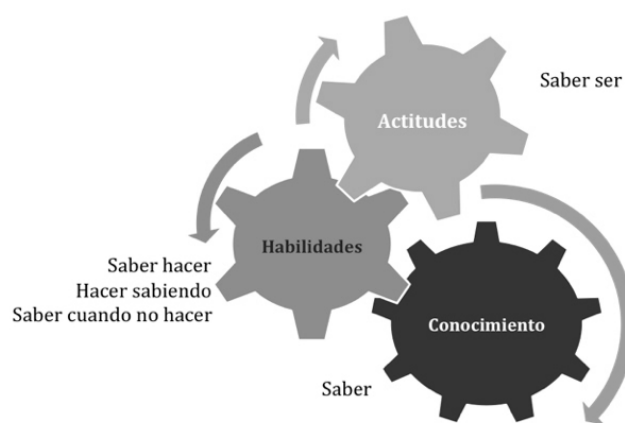 Saber ser
Actitudes
Habilidades
Saber hacer
Hacer sabiendo
Saber cuando no hacer
Conocimiento
Saber